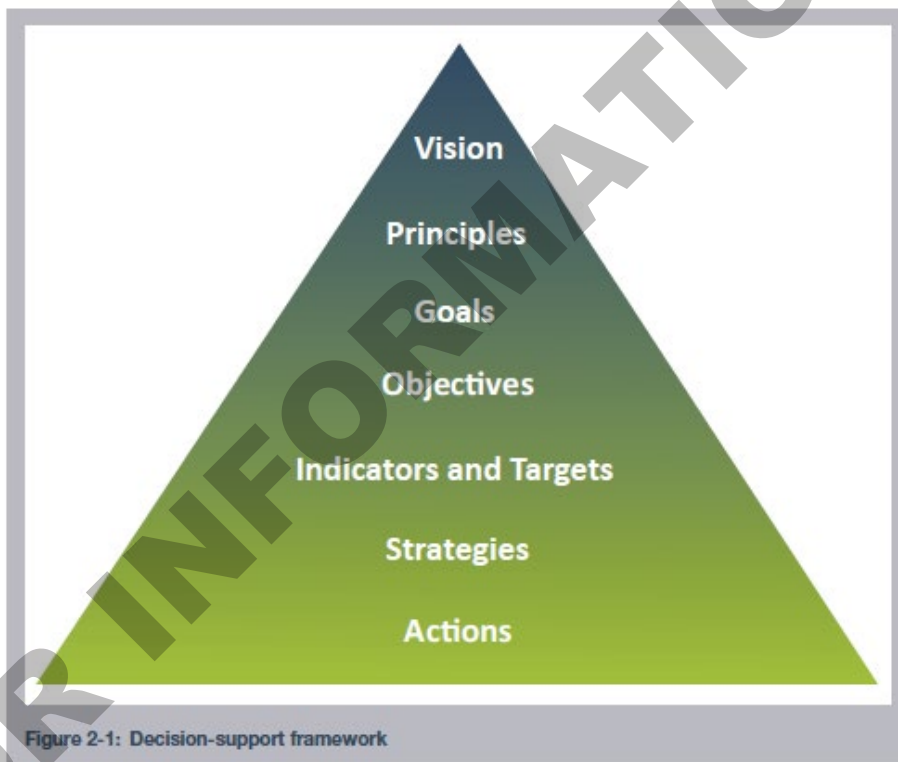 Vision
Principles
Goals
Objectives
Indicators and Targets
Strategies
Actions
Figure 2-1: Decision-support framework
R INFORMATIO